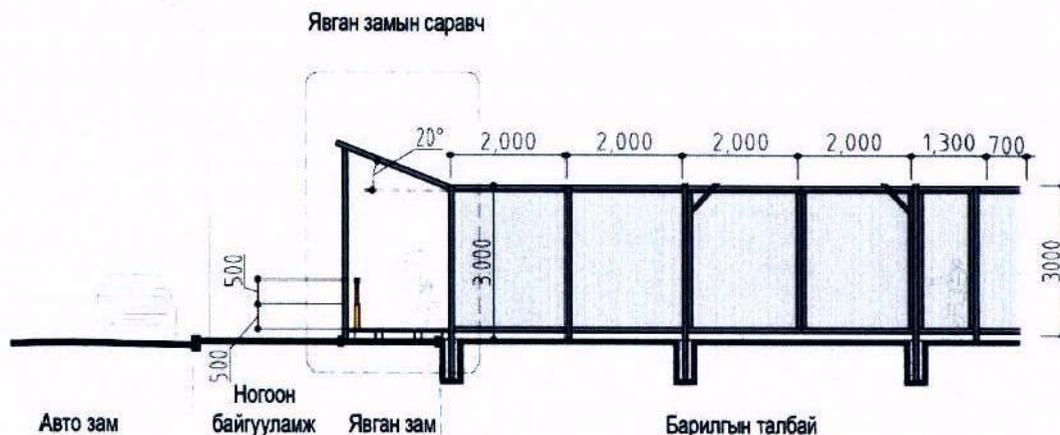 Явган замын саравч
20°
2,000
2,000
2,000
2,000
1,300
700
500
500
3.000
3000
Ногоон
байгууламж
Авто зам
Явган зам
Барилгын талбай